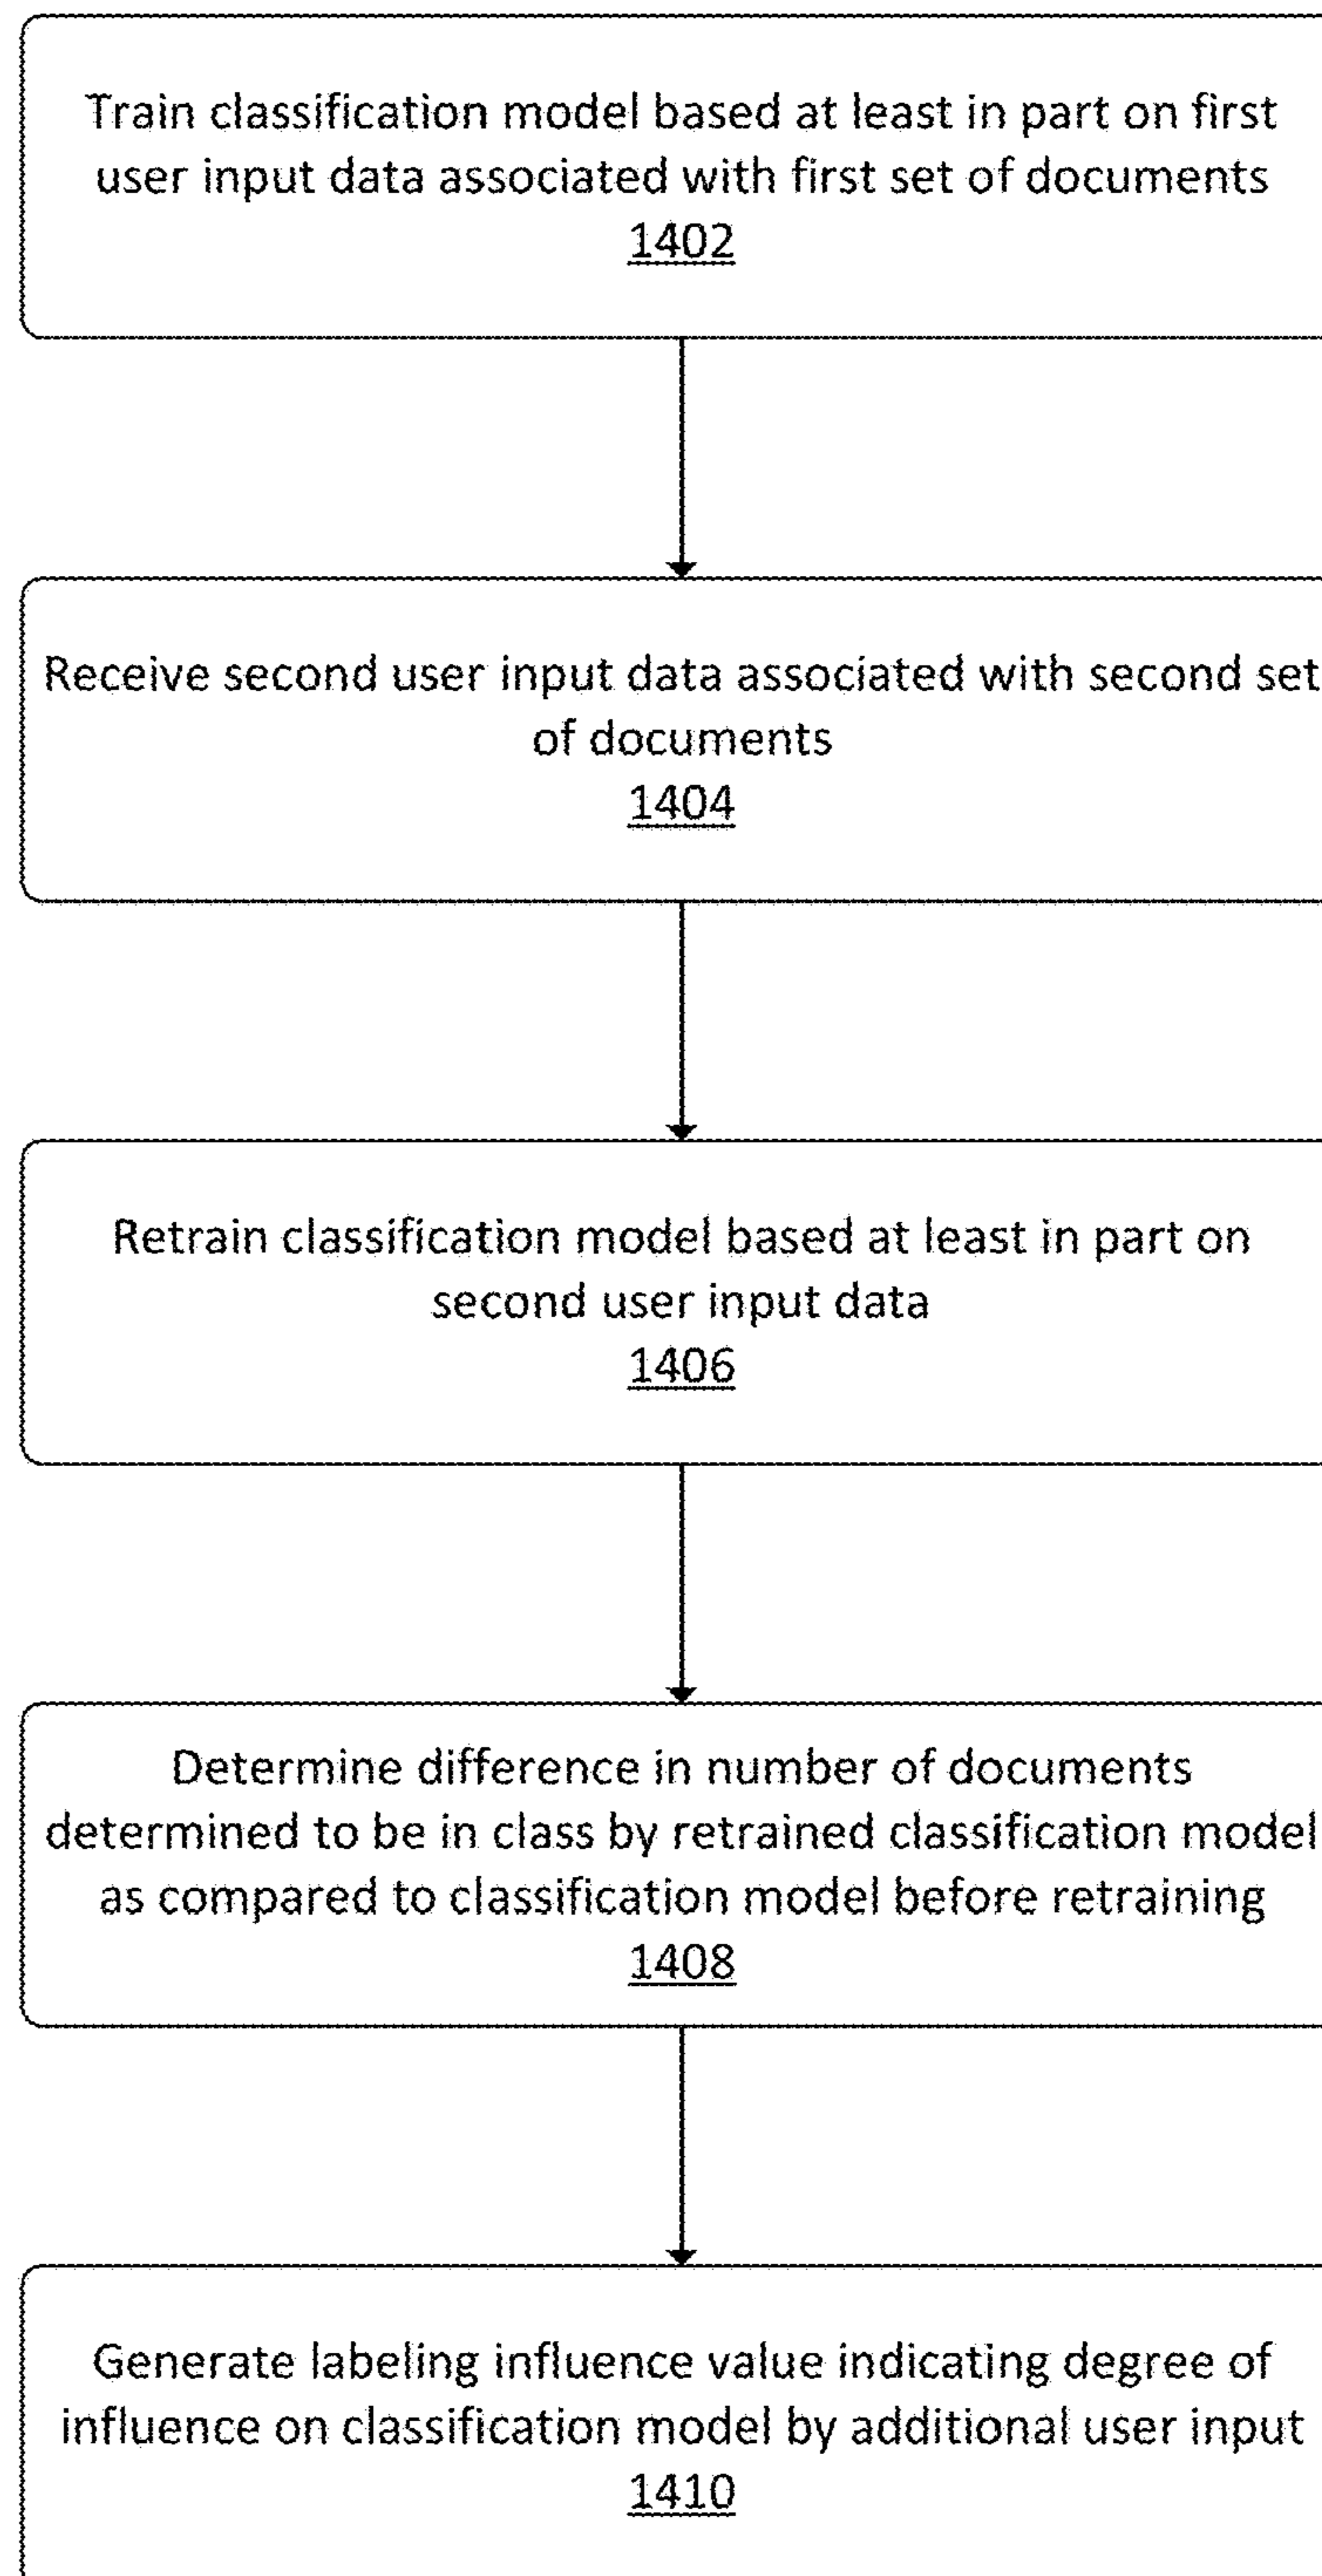 Train classification model based at least in part on first
user input data associated with first set of documents
1402
Receive second user input data associated with second set
of documents
1404
Retrain classification model based at least in part on
second user input data
1406
Determine difference in number of documents
determined to be in class by retrained classification model
as compared to classification model before retraining
1408
Generate labeling influence value indicating degree of
influence on classification model by additional user input
1410